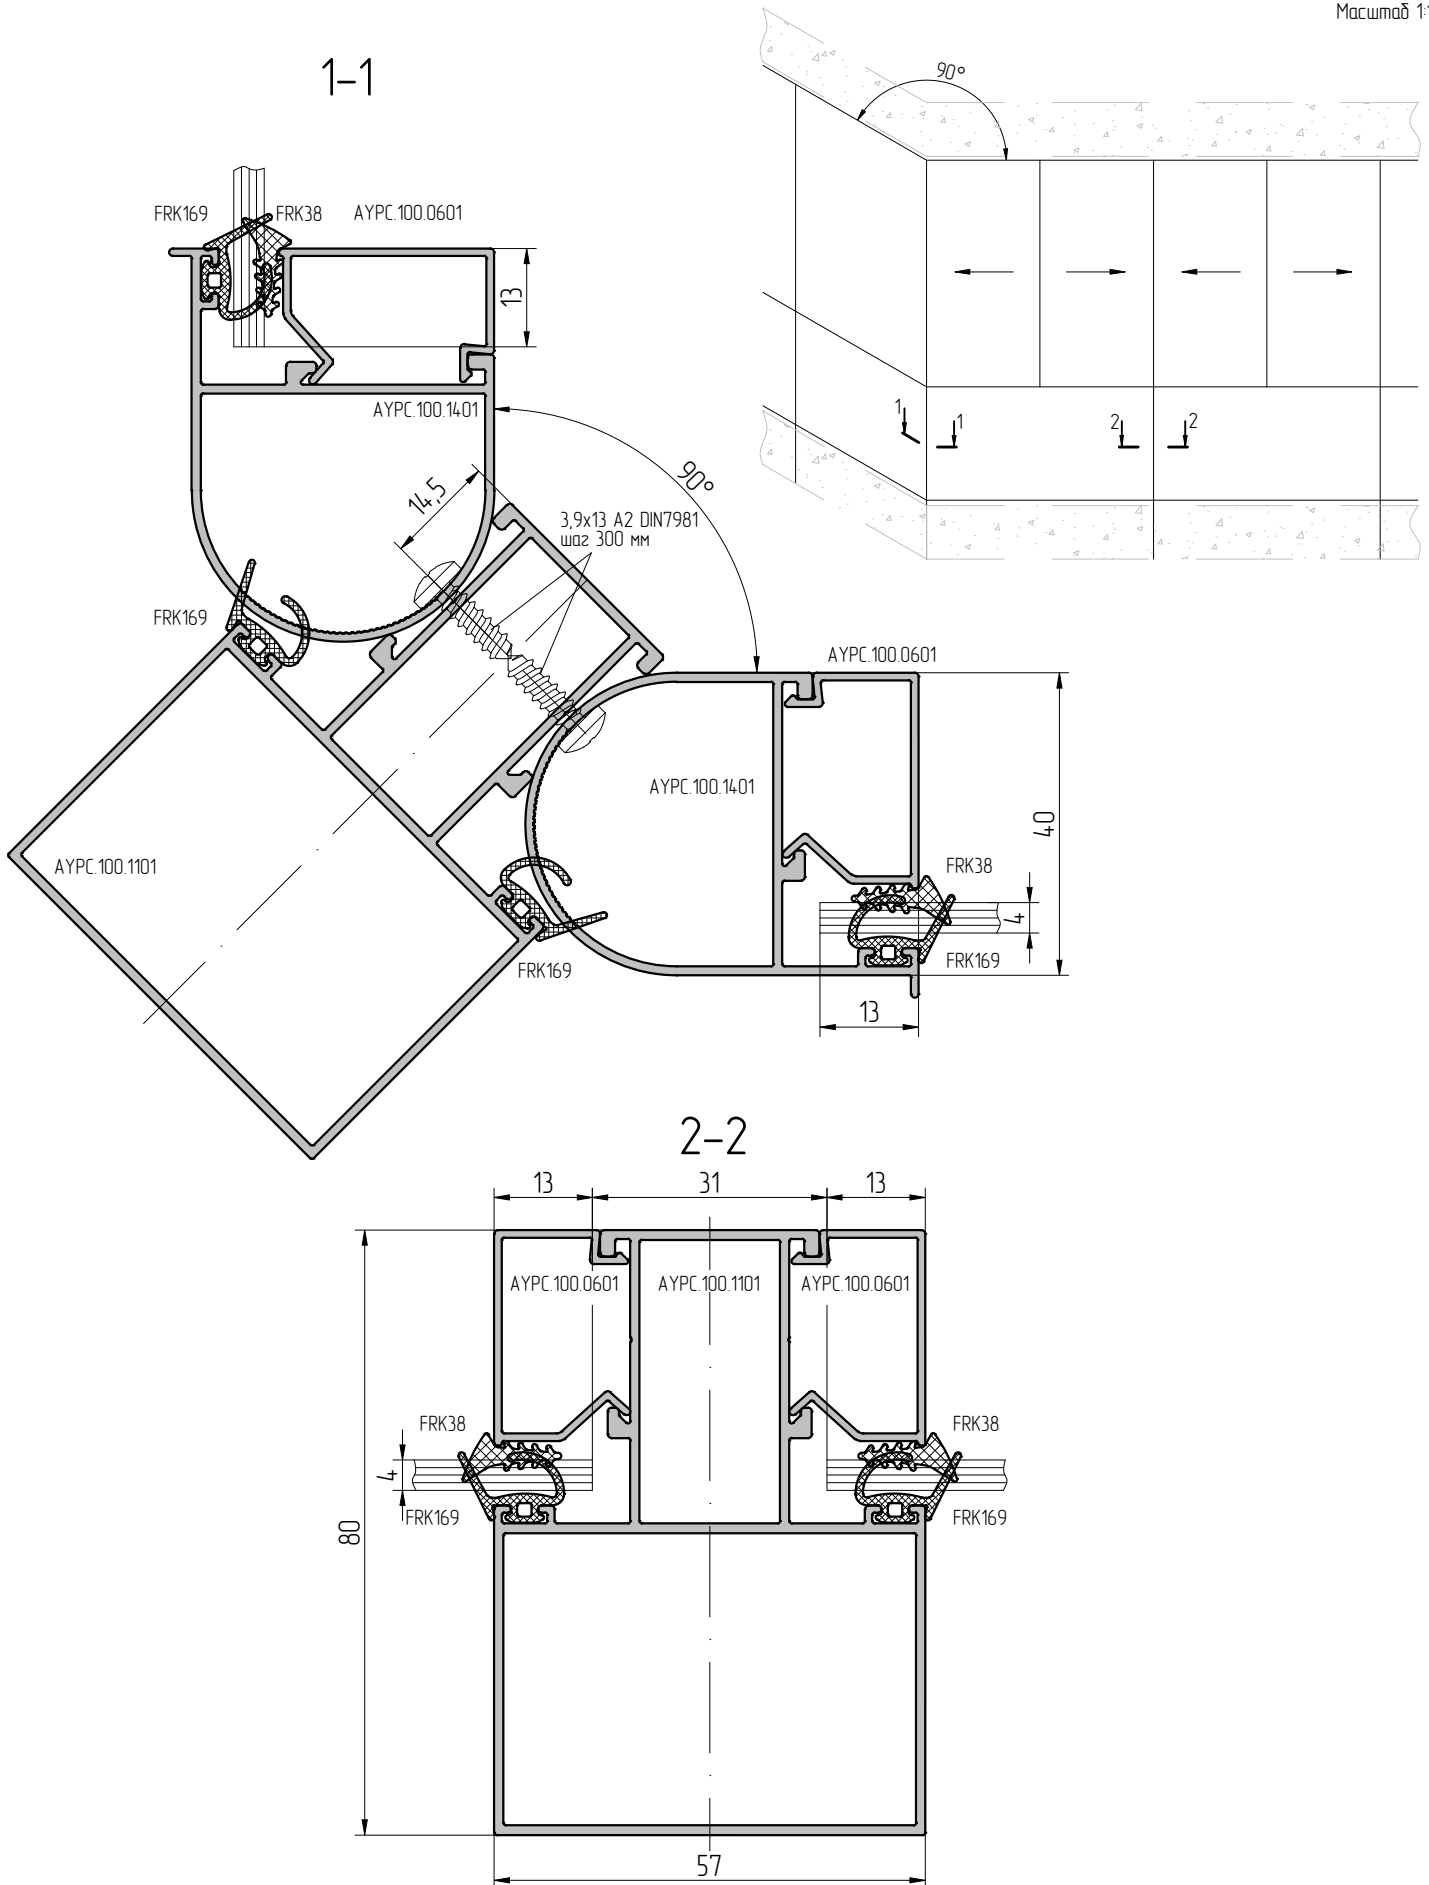 Масштаб 1:1
1-1
90°
FRK169
FRK38
AYPC.100.0601
13
AYPC.100.1401
90°
14,5
3,9x13 A2 DIN7981
шаг 300 мм
1
1
2
2
FRK169
AYPC.100.0601
AYPC.100.1401
40
AYPC.100.1101
FRK38
4
FRK169
FRK169
13
2-2
13
31
13
AYPC.100.0601
AYPC.100.1101
AYPC.100.0601
FRK38
FRK38
4
FRK169
FRK169
80
57